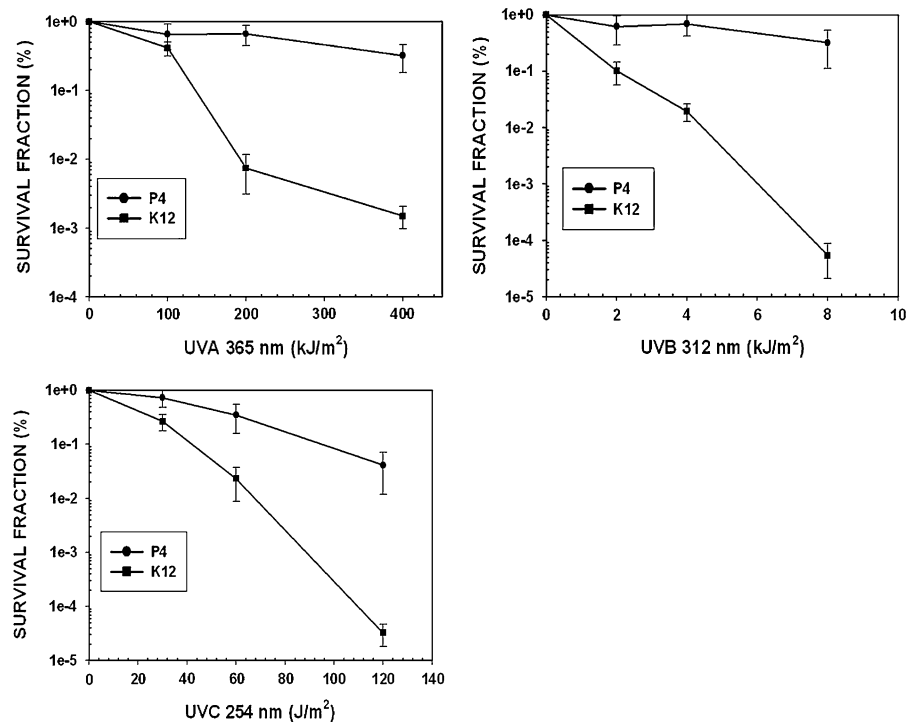 SURVIVAL FRACTION (%)
1e+0
1e-1
1e-2
1e-3
1e-4
P4
K12
0 100 200 300 400
UVA 365 nm (kJ/m²)
SURVIVAL FRACTION (%)
1e+0
1e-1
1e-2
1e-3
1e-4
1e-5
P4
K12
0 2 4 6 8 10
UVB 312 nm (kJ/m²)
SURVIVAL FRACTION (%)
1e+0
1e-1
1e-2
1e-3
1e-4
1e-5
P4
K12
0 20 40 60 80 100 120 140
UVC 254 nm (J/m²)